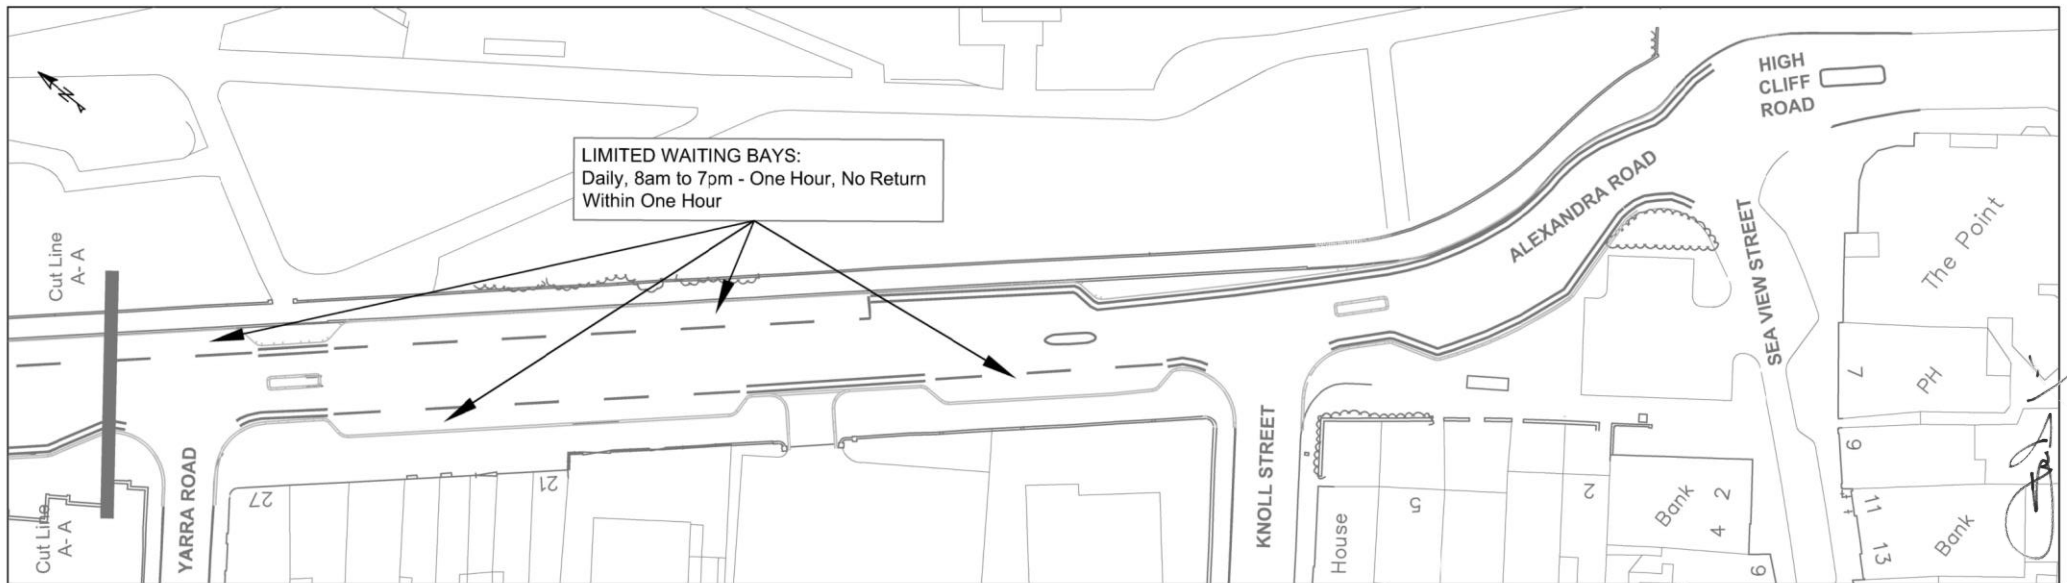 N
HIGH
CLIFF
ROAD
LIMITED WAITING BAYS:
Daily, 8am to 7pm - One Hour, No Return
Within One Hour
ALEXANDRA ROAD
Cut Line
A- A
SEA VIEW STREET
The Point
7
PH
9
YARRA ROAD
27
21
KNOLL STREET
House
5
2
Bank
2
4
6
11
13
Bank
Cut Line
A- A